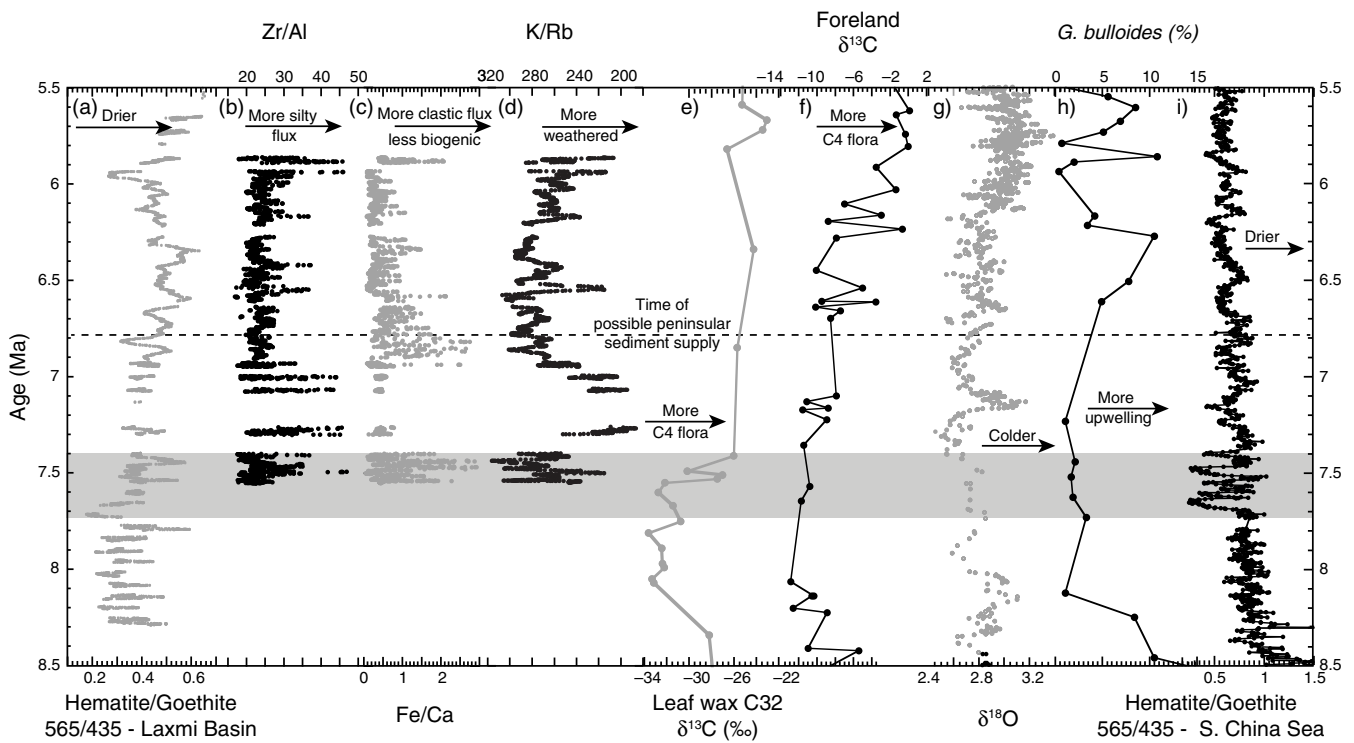 Zr/Al
K/Rb
Foreland
δ13C
G. bulloides (%)
20 30 40 50
320 280 240 200
–14 –10 –6 –2 2
0 5 10 15
5.5
6
6.5
7
7.5
8
8.5
Age (Ma)
(a)
Drier
(b)
More silty
flux
(c)
More clastic flux
less biogenic
(d)
More
weathered
e)
f)
More
C4 flora
g)
h)
i)
Drier
Time of
possible peninsular
sediment supply
More
C4 flora
Colder
More
upwelling
5.5
6
6.5
7
7.5
8
8.5
0.2 0.4 0.6
0 1 2 3
–34 –30 –26 –22
2.4 2.8 3.2
0.5 1 1.5
Hematite/Goethite
565/435 - Laxmi Basin
Fe/Ca
Leaf wax C32
δ13C (‰)
δ18O
Hematite/Goethite
565/435 - S. China Sea